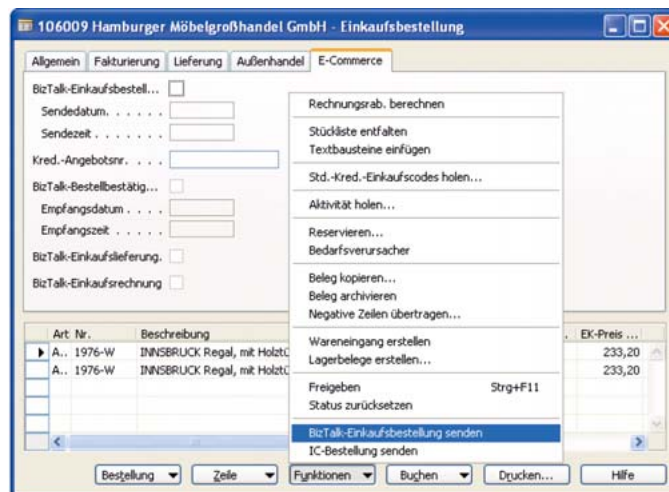 106009 Hamburger Möbelgroßhandel GmbH - Einkaufsbestellung
Allgemein Fakturierung Lieferung Außenhandel E-Commerce
BizTalk-Einkaufsbestell...
Sendedatum. . . . . .
Sendezeit . . . . . . .
Kred.-Angebotsnr. . . . .
BizTalk-Bestellbestätig...
Empfangsdatum . . . .
Empfangszeit . . . . .
BizTalk-Einkaufslieferung.
BizTalk-Einkaufsrechnung
Rechnungsrab. berechnen
Stückliste entfalten
Textbausteine einfügen
Std.-Kred.-Einkaufscodes holen...
Aktivität holen...
Reservieren...
Bedarfsverursacher
Beleg kopieren...
Beleg archivieren
Negative Zeilen übertragen...
Wareneingang erstellen
Lagerbelege erstellen...
Freigeben Strg+F11
Status zurücksetzen
BizTalk-Einkaufsbestellung senden
IC-Bestellung senden
Art Nr. Beschreibung . EK-Preis ...
A.. 1976-W INNSBRUCK Regal, mit Holztü 233,20
A.. 1976-W INNSBRUCK Regal, mit Holztü 233,20
Bestellung Zeile Funktionen Buchen Drucken... Hilfe